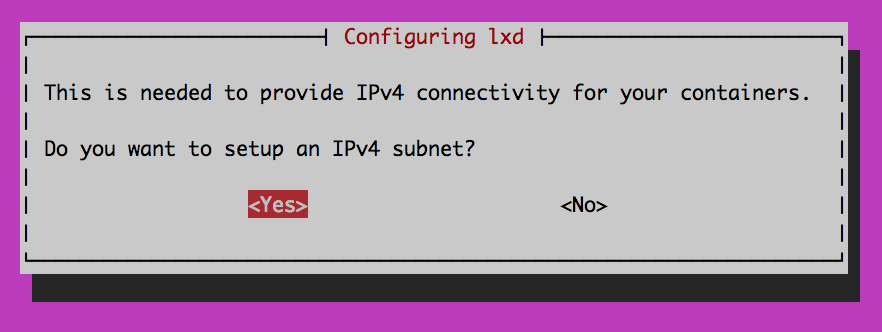 Configuring lxd
This is needed to provide IPv4 connectivity for your containers.
Do you want to setup an IPv4 subnet?
<Yes> <No>